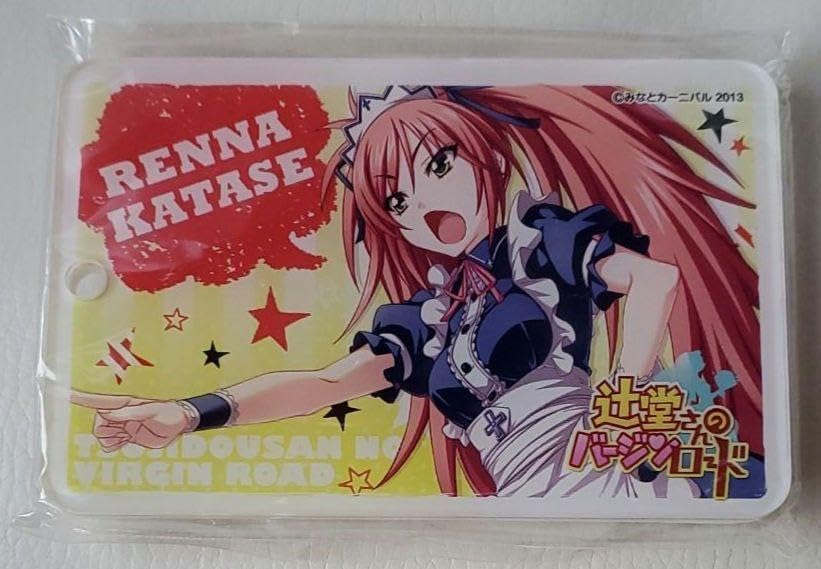 ©みなとカーニバル 2013
RENNA
KATASE
TSUJIDOUSAN NO
VIRGIN ROAD
辻堂さんの
バージンロード